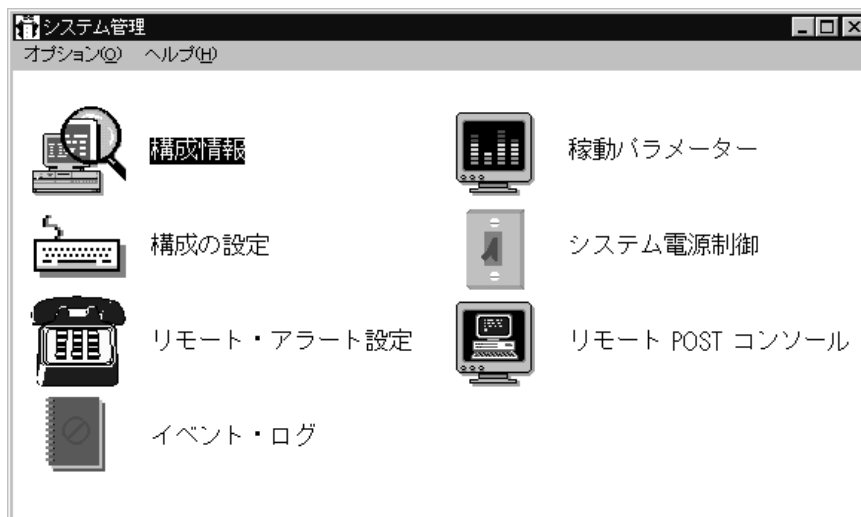 システム管理
オプション(O) ヘルプ(H)
構成情報
稼動パラメーター
構成の設定
システム電源制御
リモート・アラート設定
リモート POST コンソール
イベント・ログ